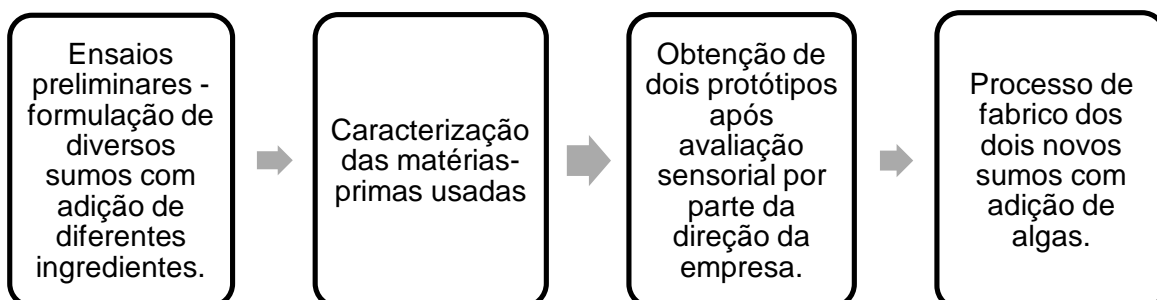 Ensaios
preliminares -
formulação de
diversos
sumos com
adição de
diferentes
ingredientes.
Caracterização
das matérias-
primas usadas
Obtenção de
dois protótipos
após
avaliação
sensorial por
parte da
direção da
empresa.
Processo de
fabrico dos
dois novos
sumos com
adição de
algas.